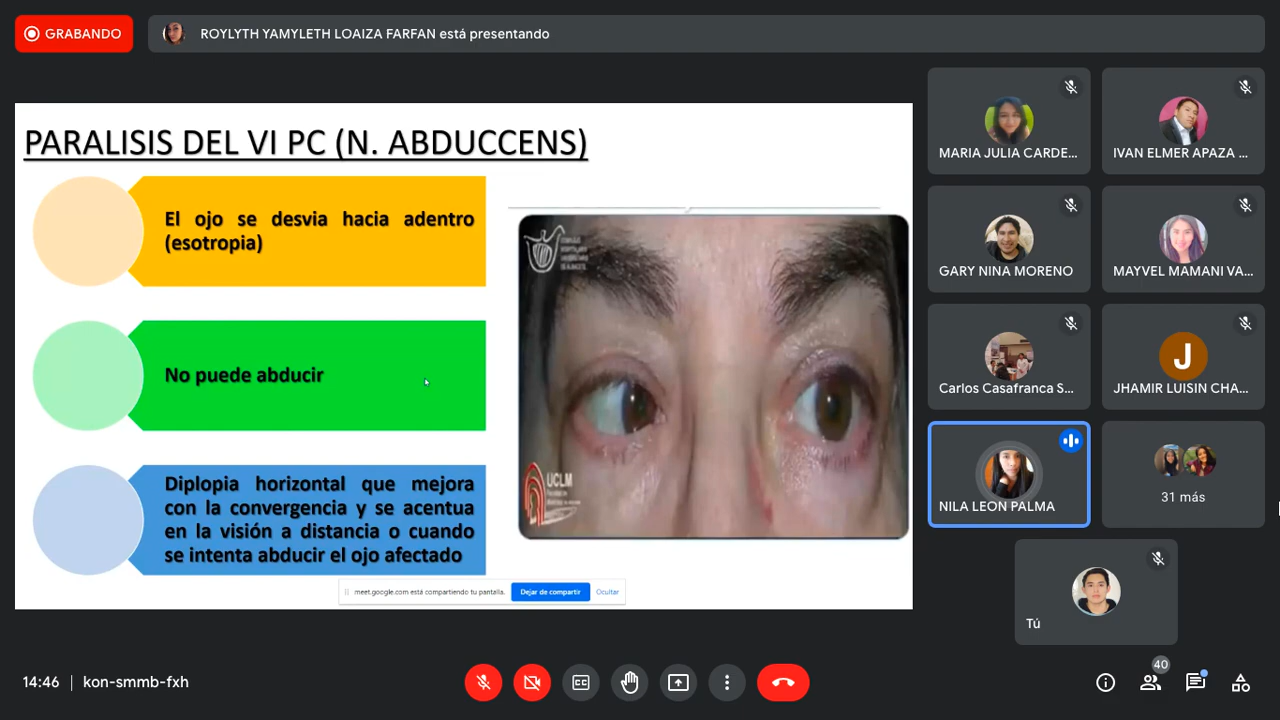 GRABANDO
ROYLYTH YAMYLETH LOAIZA FARFAN está presentando
PARALISIS DEL VI PC (N. ABDUCCENS)
El ojo se desvia hacia adentro
(esotropia)
No puede abducir
Diplopia horizontal que mejora
con la convergencia y se acentua
en la visión a distancia o cuando
se intenta abducir el ojo afectado
UCLM
meet.google.com está compartiendo tu pantalla.
Dejar de compartir
Ocultar
MARIA JULIA CARDE...
IVAN ELMER APAZA ...
GARY NINA MORENO
MAYVEL MAMANI VA...
Carlos Casafranca S...
J
JHAMIR LUISIN CHA...
NILA LEON PALMA
31 más
Tú
14:46 | kon-smmb-fxh
CC
40